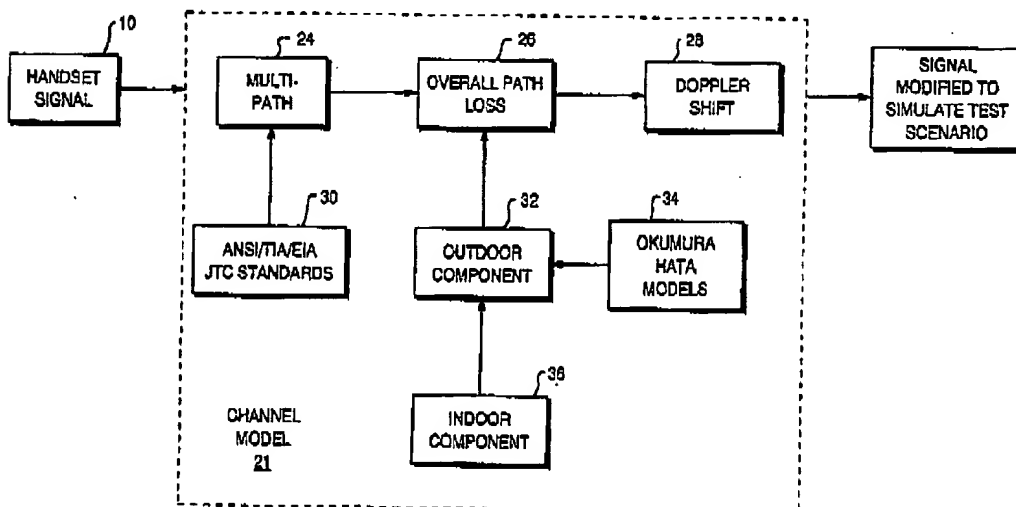 10
HANDSET
SIGNAL
24
MULTI-
PATH
26
OVERALL PATH
LOSS
28
DOPPLER
SHIFT
SIGNAL
MODIFIED TO
SIMULATE TEST
SCENARIO
30
ANSI/TIA/EIA
JTC STANDARDS
32
OUTDOOR
COMPONENT
34
OKUMURA
HATA
MODELS
36
INDOOR
COMPONENT
CHANNEL
MODEL
21